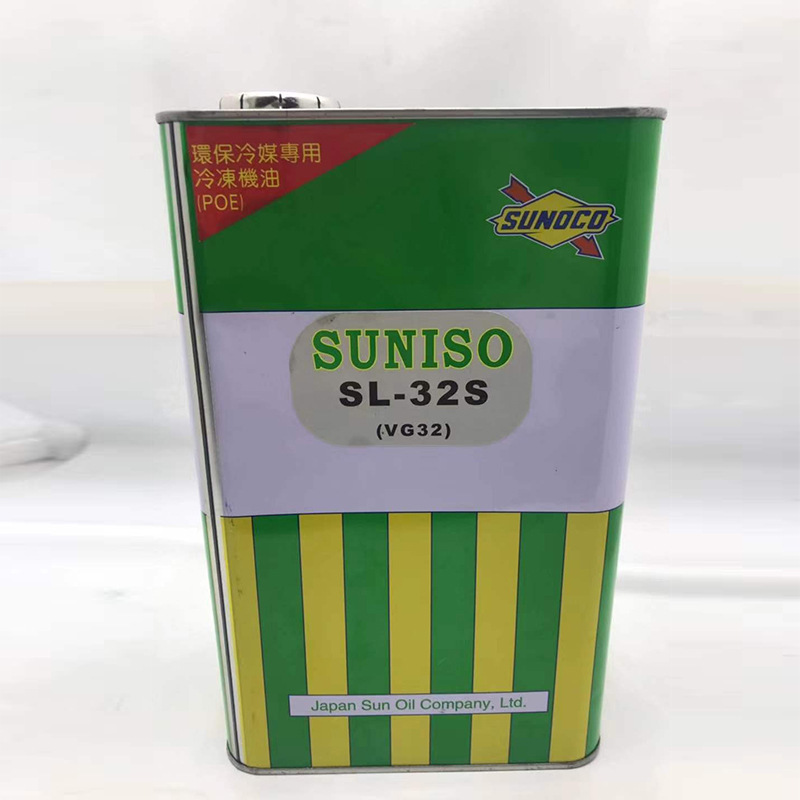 環保冷媒專用
冷凍機油
(POE)
SUNOCO
SUNISO
SL-32S
(VG32)
Japan Sun Oil Company, Ltd.